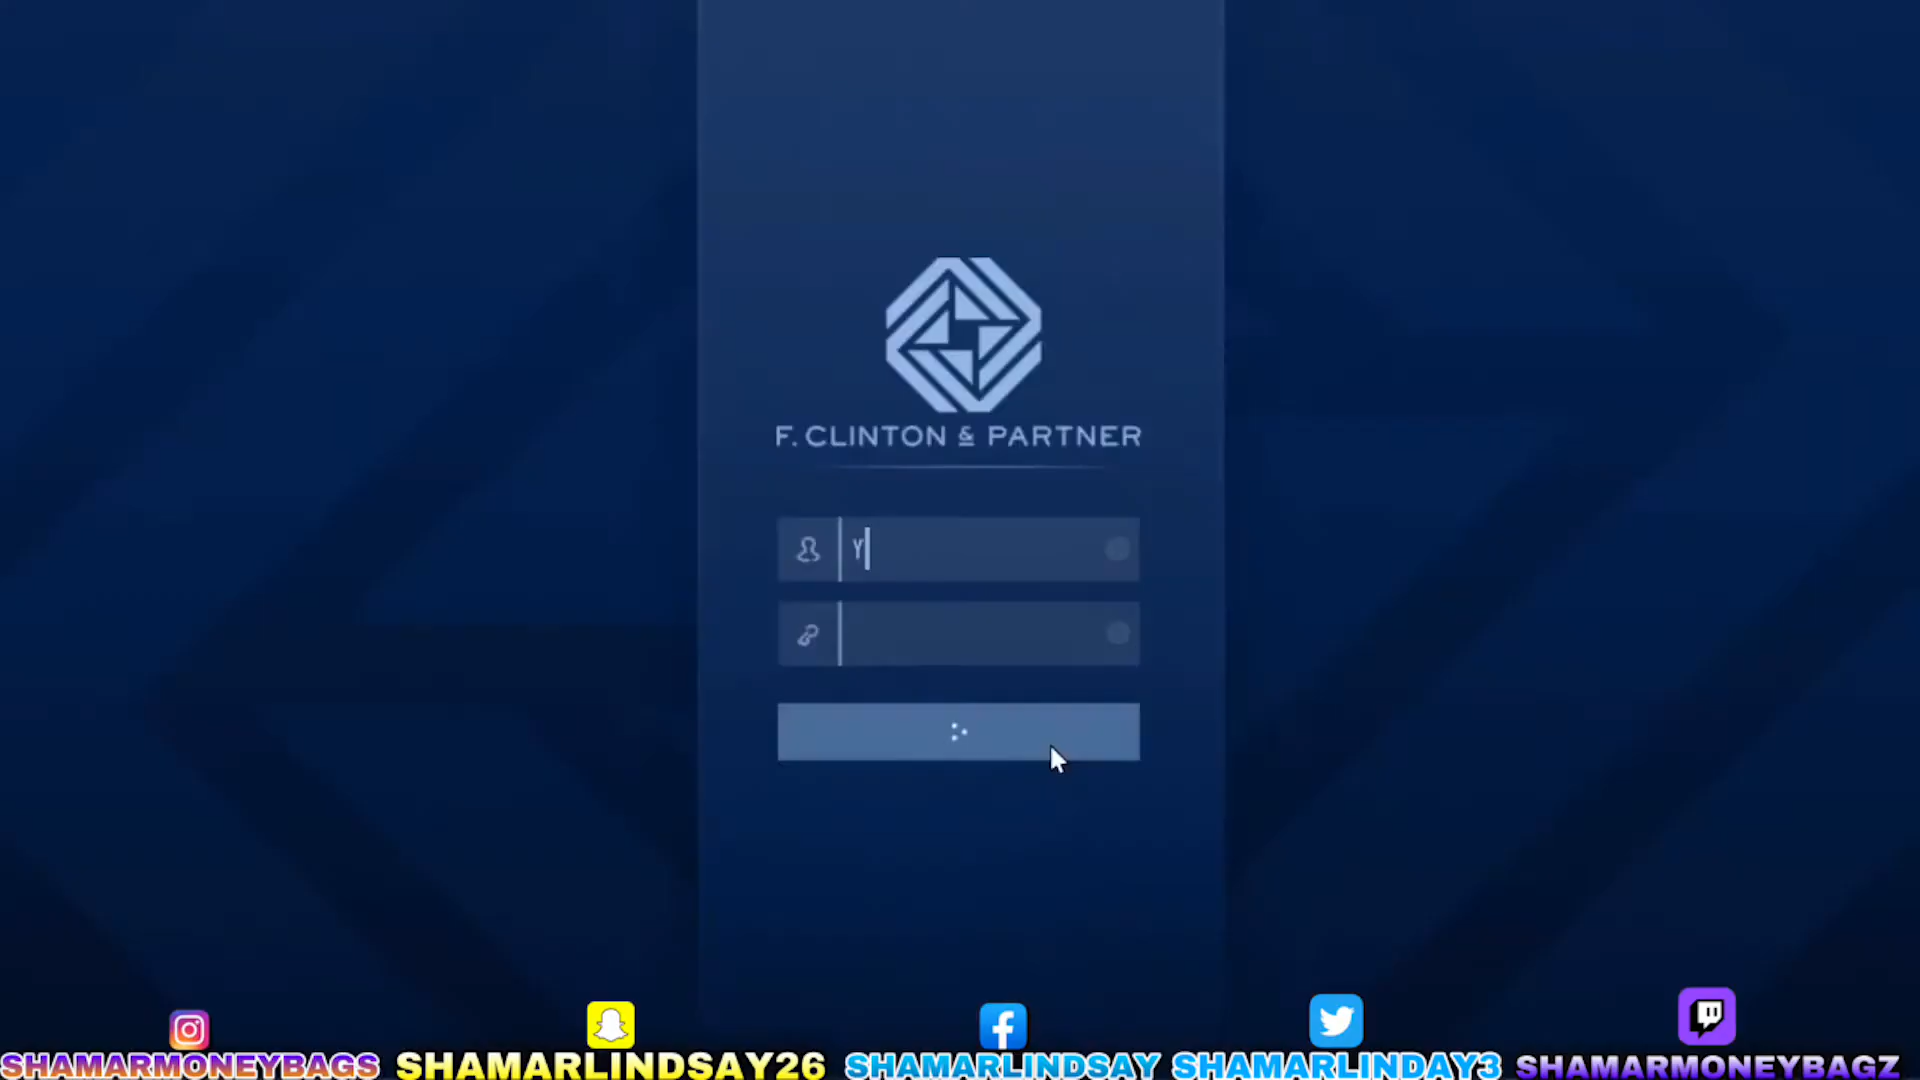 F. CLINTON & PARTNER
Y
SHAMARMONEYBAGS SHAMARLINDSAY26 SHAMARLINDSAY SHAMARLINDAY3 SHAMARMONEYBAGZ